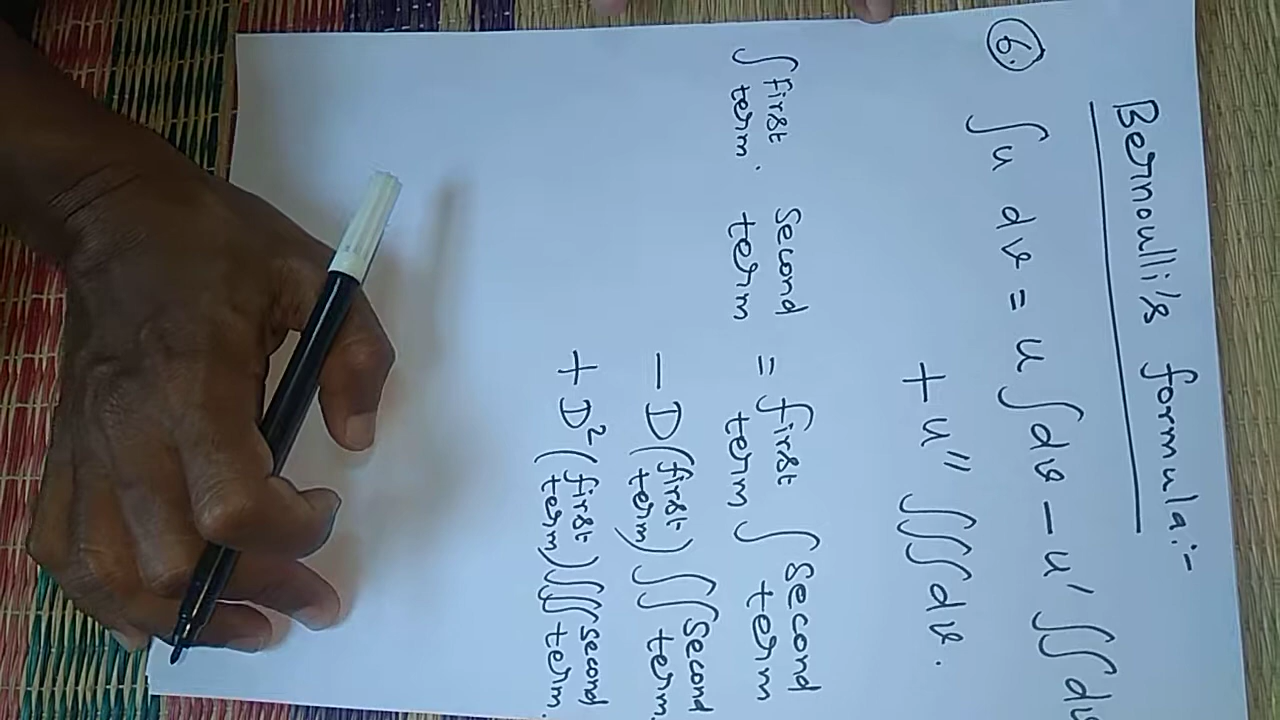 Bernoulli's formula:-
⑥. ∫u dv = u ∫dv - u' ∫∫dv
+ u'' ∫∫∫dv.
∫first term. Second term = first term ∫Second term
- D(first term) ∫∫Second term.
+ D²(first term) ∫∫∫Second term.